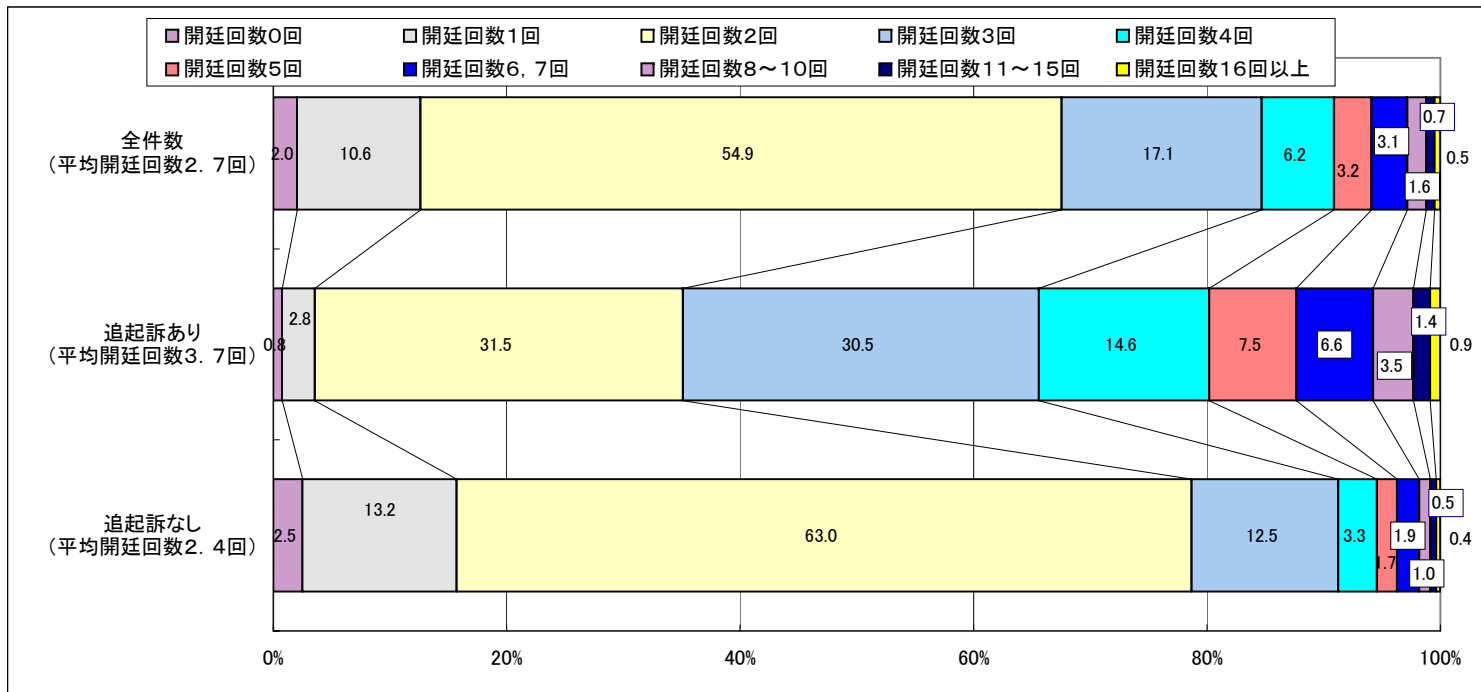 ■開廷回数0回 ■開廷回数1回 ■開廷回数2回 ■開廷回数3回 ■開廷回数4回
■開廷回数5回 ■開廷回数6,7回 ■開廷回数8~10回 ■開廷回数11~15回 ■開廷回数16回以上
全件数
(平均開廷回数2.7回)
2.0 10.6 54.9 17.1 6.2 3.2 3.1 1.6 0.7 0.5
追起訴あり
(平均開廷回数3.7回)
0.8 2.8 31.5 30.5 14.6 7.5 6.6 3.5 1.4 0.9
追起訴なし
(平均開廷回数2.4回)
2.5 13.2 63.0 12.5 3.3 1.7 1.9 1.0 0.5 0.4
0% 20% 40% 60% 80% 100%